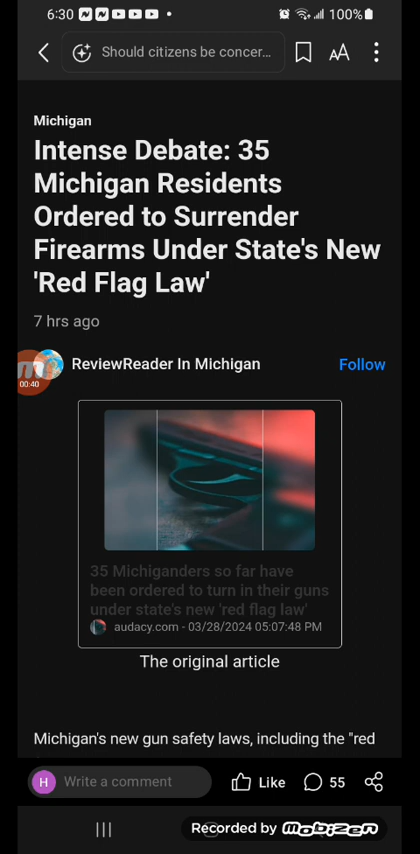 6:30
100%
Should citizens be concer...
AA
Michigan
Intense Debate: 35
Michigan Residents
Ordered to Surrender
Firearms Under State's New
'Red Flag Law'
7 hrs ago
ReviewReader In Michigan
Follow
00:40
35 Michiganders so far have
been ordered to turn in their guns
under state's new 'red flag law'
audacy.com - 03/28/2024 05:07:48 PM
The original article
Michigan's new gun safety laws, including the "red
H Write a comment
Like
55
Recorded by mobizen